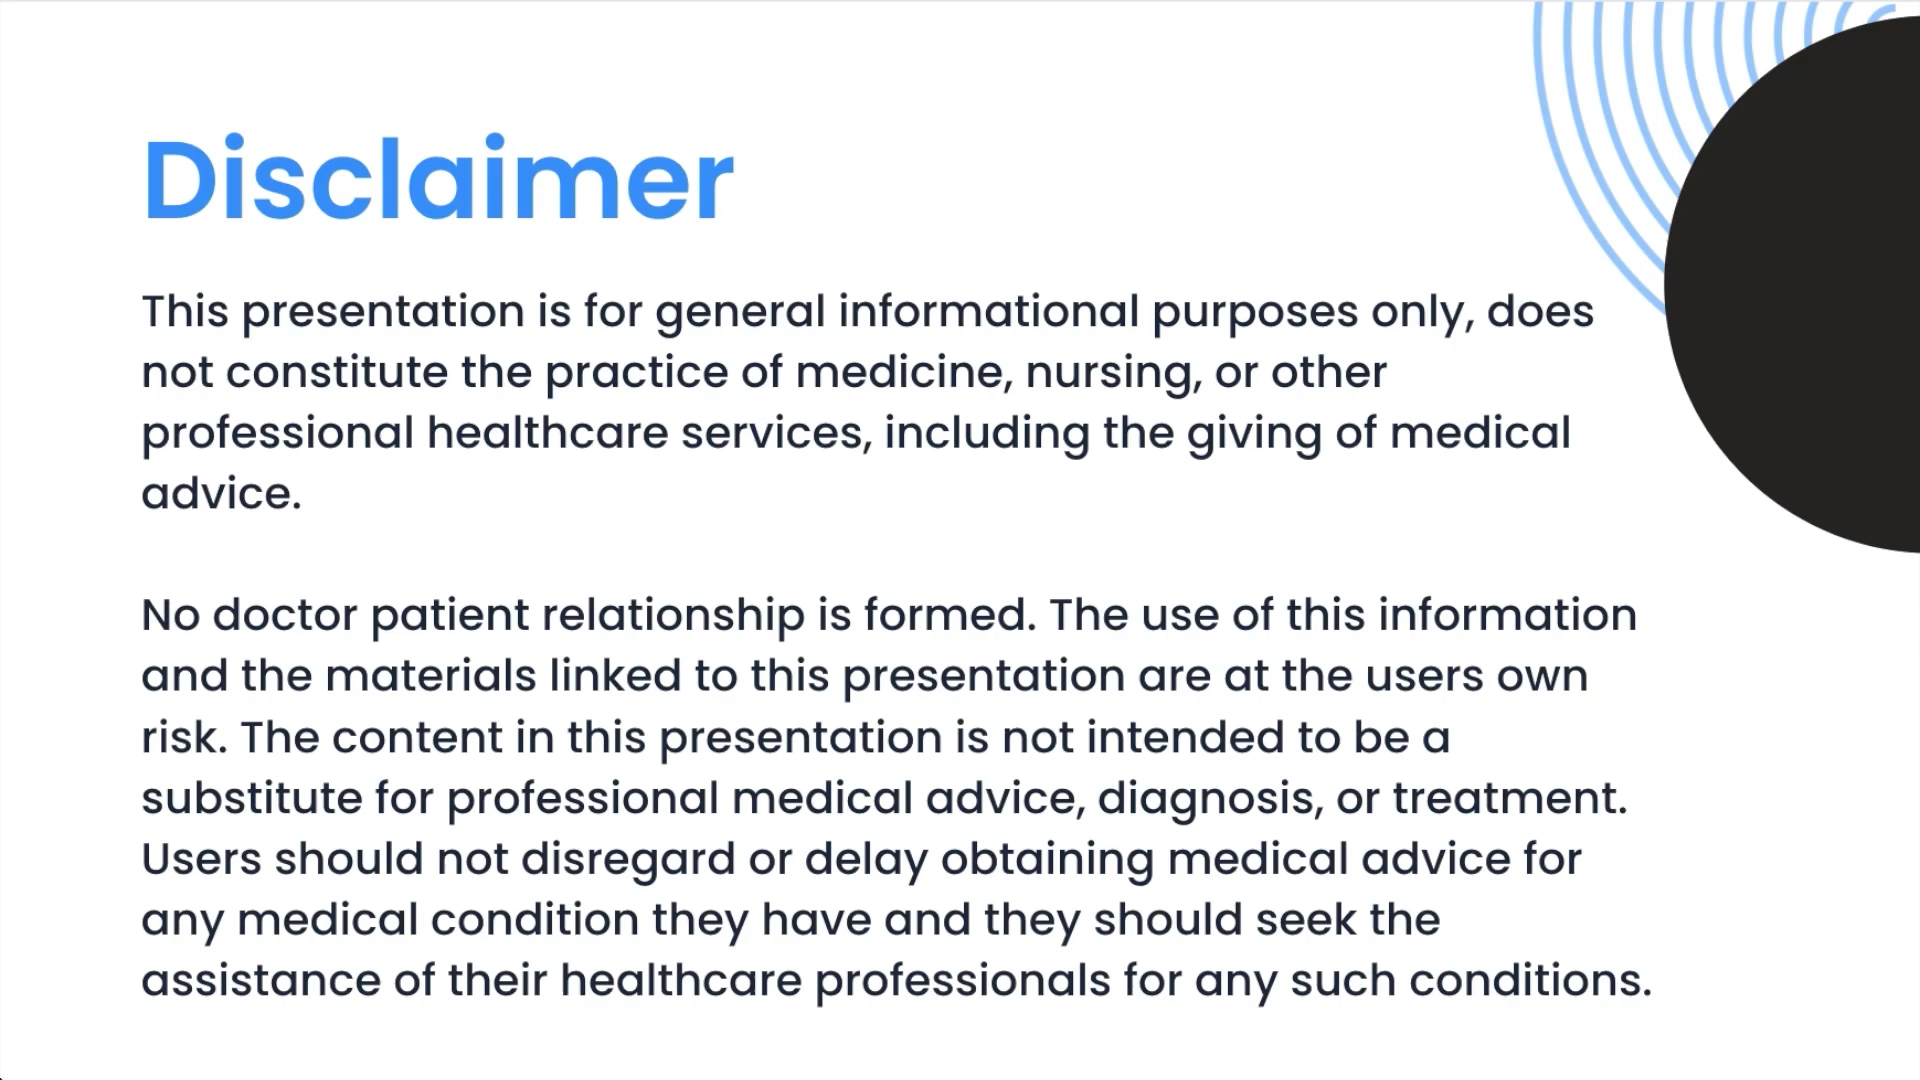 Disclaimer
This presentation is for general informational purposes only, does
not constitute the practice of medicine, nursing, or other
professional healthcare services, including the giving of medical
advice.
No doctor patient relationship is formed. The use of this information
and the materials linked to this presentation are at the users own
risk. The content in this presentation is not intended to be a
substitute for professional medical advice, diagnosis, or treatment.
Users should not disregard or delay obtaining medical advice for
any medical condition they have and they should seek the
assistance of their healthcare professionals for any such conditions.